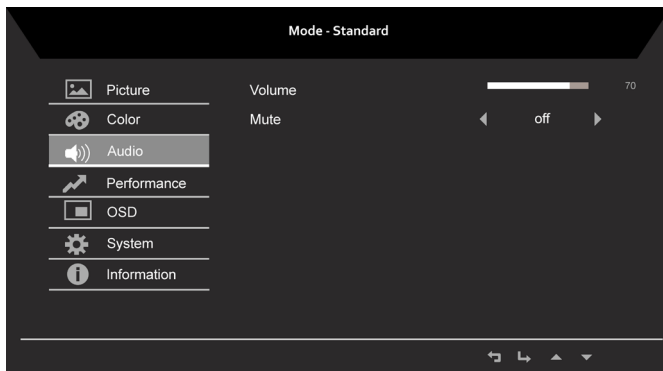 Mode - Standard
Picture
Volume
70
Color
Mute
off
Audio
Performance
OSD
System
Information